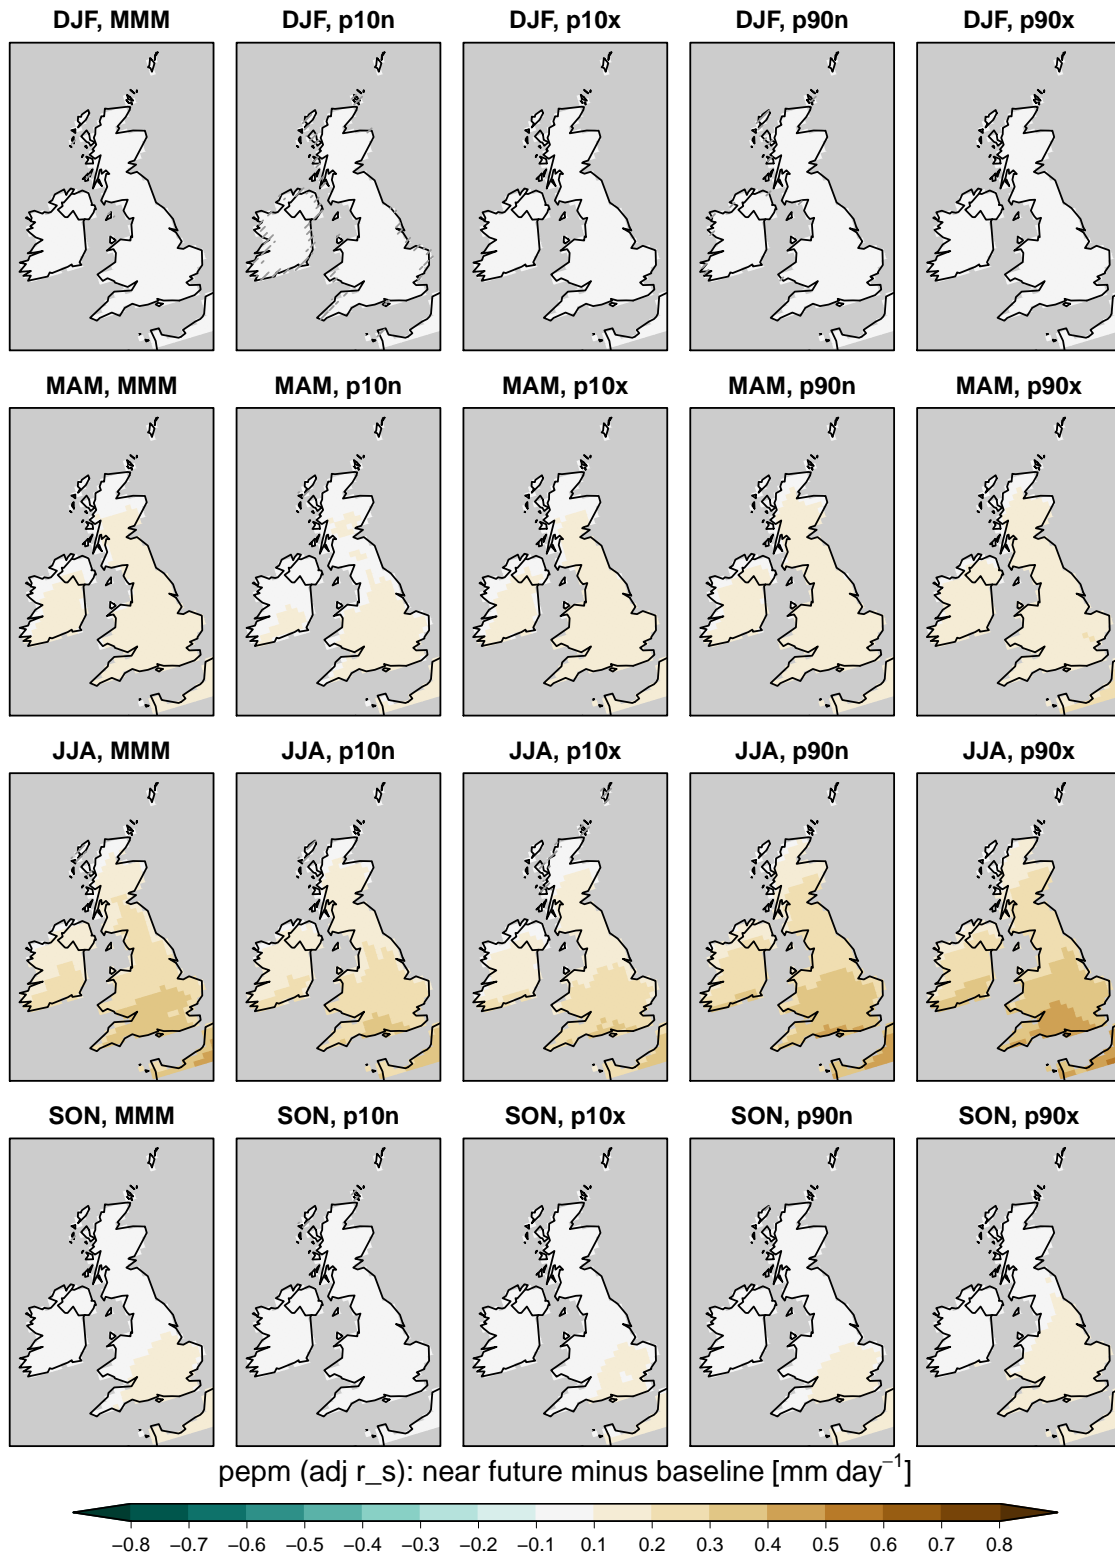 DJF, MMM DJF, p10n DJF, p10x DJF, p90n DJF, p90x
MAM, MMM MAM, p10n MAM, p10x MAM, p90n MAM, p90x
JJA, MMM JJA, p10n JJA, p10x JJA, p90n JJA, p90x
SON, MMM SON, p10n SON, p10x SON, p90n SON, p90x
pepm (adj r_s): near future minus baseline [mm day⁻¹]
−0.8 −0.7 −0.6 −0.5 −0.4 −0.3 −0.2 −0.1 0.1 0.2 0.3 0.4 0.5 0.6 0.7 0.8